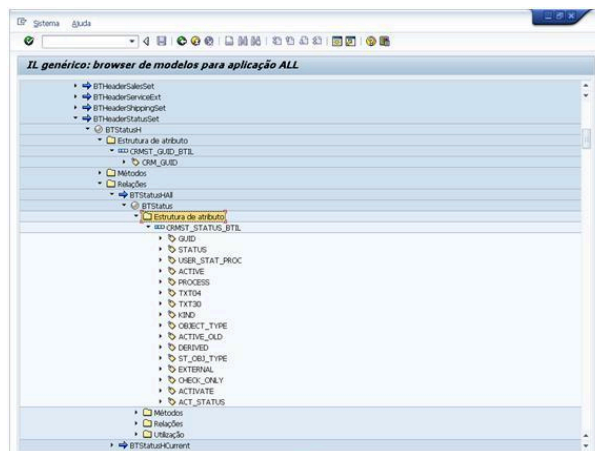 Sistema Ajuda
IL genérico: browser de modelos para aplicação ALL
BTHeaderSalesSet
BTHeaderServiceExt
BTHeaderShippingSet
BTHeaderStatusSet
BTStatusH
Estrutura de atributo
CRMST_GUID_BTIL
CRM_GUID
Métodos
Relações
BTStatusHAll
BTStatus
Estrutura de atributo
CRMST_STATUS_BTIL
GUID
STATUS
USER_STAT_PROC
ACTIVE
PROCESS
TXT04
TXT30
KIND
OBJECT_TYPE
ACTIVE_OLD
DERIVED
ST_OBJ_TYPE
EXTERNAL
CHECK_ONLY
ACTIVATE
ACT_STATUS
Métodos
Relações
Utilização
BTStatusHCurrent